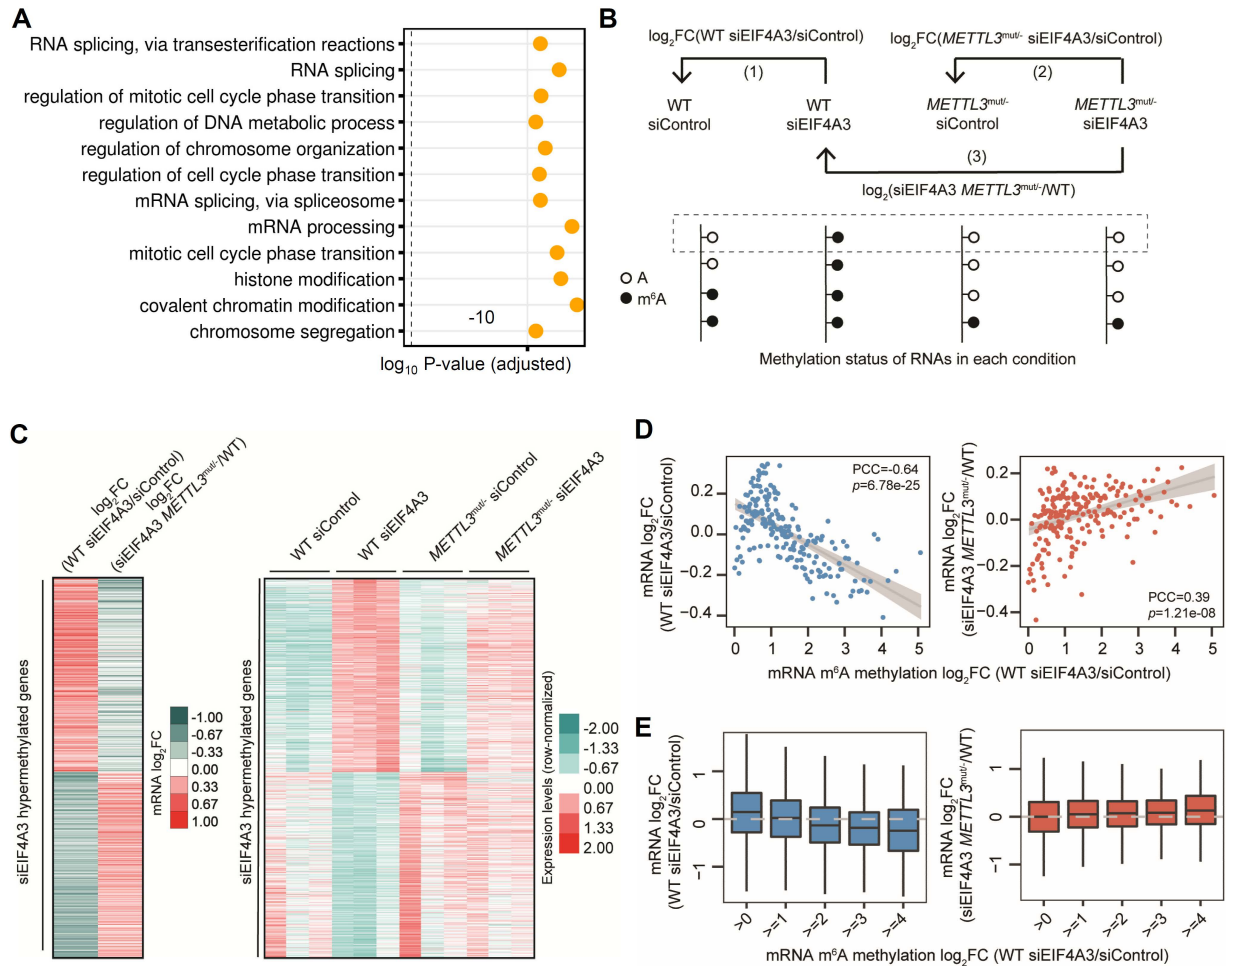 A
RNA splicing, via transesterification reactions
RNA splicing
regulation of mitotic cell cycle phase transition
regulation of DNA metabolic process
regulation of chromosome organization
regulation of cell cycle phase transition
mRNA splicing, via spliceosome
mRNA processing
mitotic cell cycle phase transition
histone modification
covalent chromatin modification
chromosome segregation
-10
log10 P-value (adjusted)
B
log2FC(WT siEIF4A3/siControl)
log2FC(METTL3mut/- siEIF4A3/siControl)
(1)
(2)
WT
siControl
WT
siEIF4A3
METTL3mut/-
siControl
METTL3mut/-
siEIF4A3
(3)
log2(siEIF4A3 METTL3mut/-/WT)
A
m6A
Methylation status of RNAs in each condition
C
log2FC
(WT siEIF4A3/siControl)
log2FC
(siEIF4A3 METTL3mut/-/WT)
siEIF4A3 hypermethylated genes
mRNA log2FC
-1.00
-0.67
-0.33
0.00
0.33
0.67
1.00
WT siControl
WT siEIF4A3
METTL3mut/- siControl
METTL3mut/- siEIF4A3
siEIF4A3 hypermethylated genes
Expression levels (row-normalized)
-2.00
-1.33
-0.67
0.00
0.67
1.33
2.00
D
mRNA log2FC
(WT siEIF4A3/siControl)
0.2
0.0
−0.2
−0.4
PCC=-0.64
p=6.78e-25
0 1 2 3 4 5
mRNA log2FC
(siEIF4A3 METTL3mut/-/WT)
0.2
0.0
−0.2
−0.4
PCC=0.39
p=1.21e-08
0 1 2 3 4 5
mRNA m6A methylation log2FC (WT siEIF4A3/siControl)
E
mRNA log2FC
(WT siEIF4A3/siControl)
1
0
−1
>0 >=1 >=2 >=3 >=4
mRNA log2FC
(siEIF4A3 METTL3mut/-/WT)
1
0
−1
>0 >=1 >=2 >=3 >=4
mRNA m6A methylation log2FC (WT siEIF4A3/siControl)